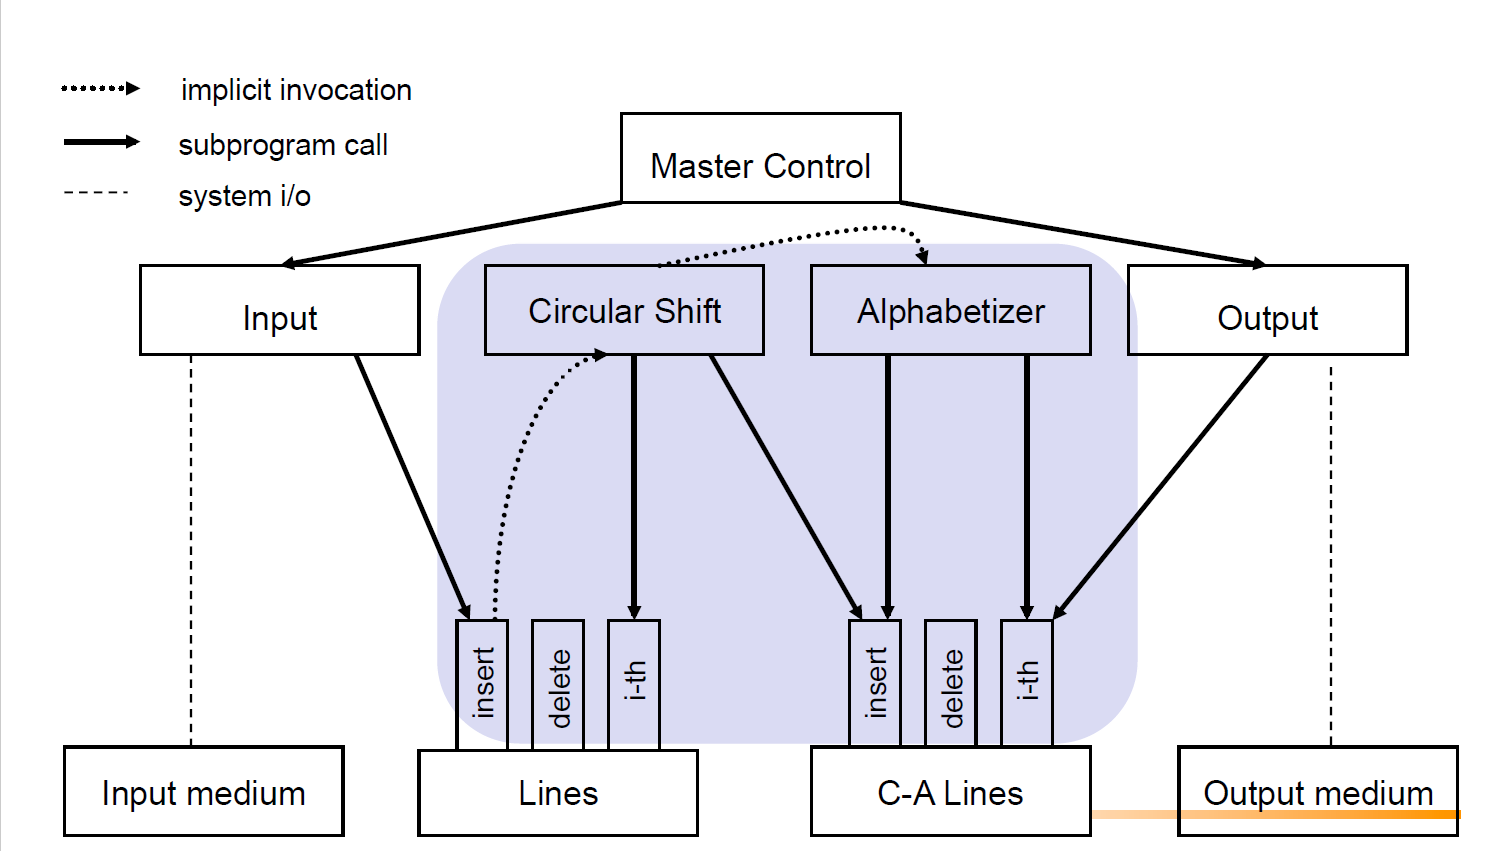 implicit invocation
subprogram call
system i/o
Master Control
Input
Circular Shift
Alphabetizer
Output
insert
delete
i-th
insert
delete
i-th
Input medium
Lines
C-A Lines
Output medium